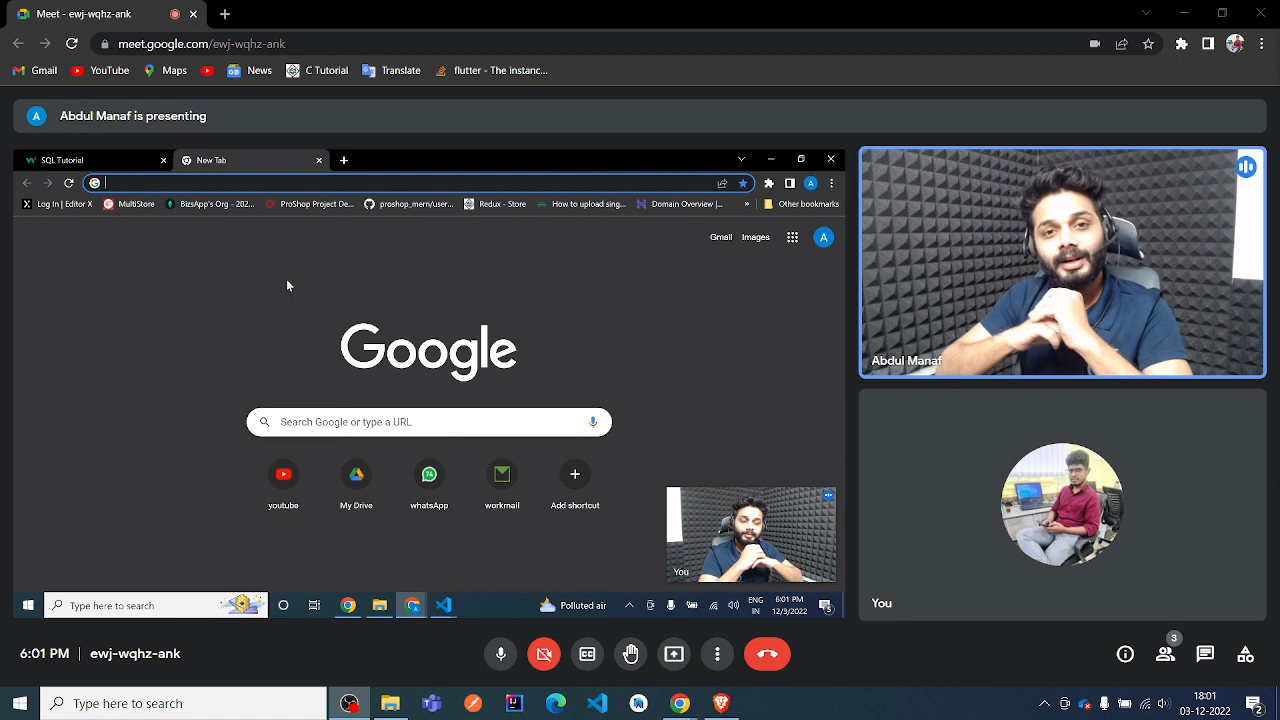 Meet - ewj-wqhz-ank
meet.google.com/ewj-wqhz-ank
Gmail YouTube Maps News C Tutorial Translate flutter - The instanc...
A Abdul Manaf is presenting
SQL Tutorial New Tab
G A
Log In | Editor X MultiStore BizsApp's Org - 202... ProShop Project De... proshop_mern/user... Redux - Store How to upload sing... Domain Overview |... » Other bookmarks
Gmail Images A
Google
Search Google or type a URL
74
youtube My Drive whatsApp workmail Add shortcut
You
Type here to search Polluted air ENG IN 6:01 PM 12/3/2022
Abdul Manaf
You
6:01 PM ewj-wqhz-ank 3
Type here to search 18:01 03-12-2022 2